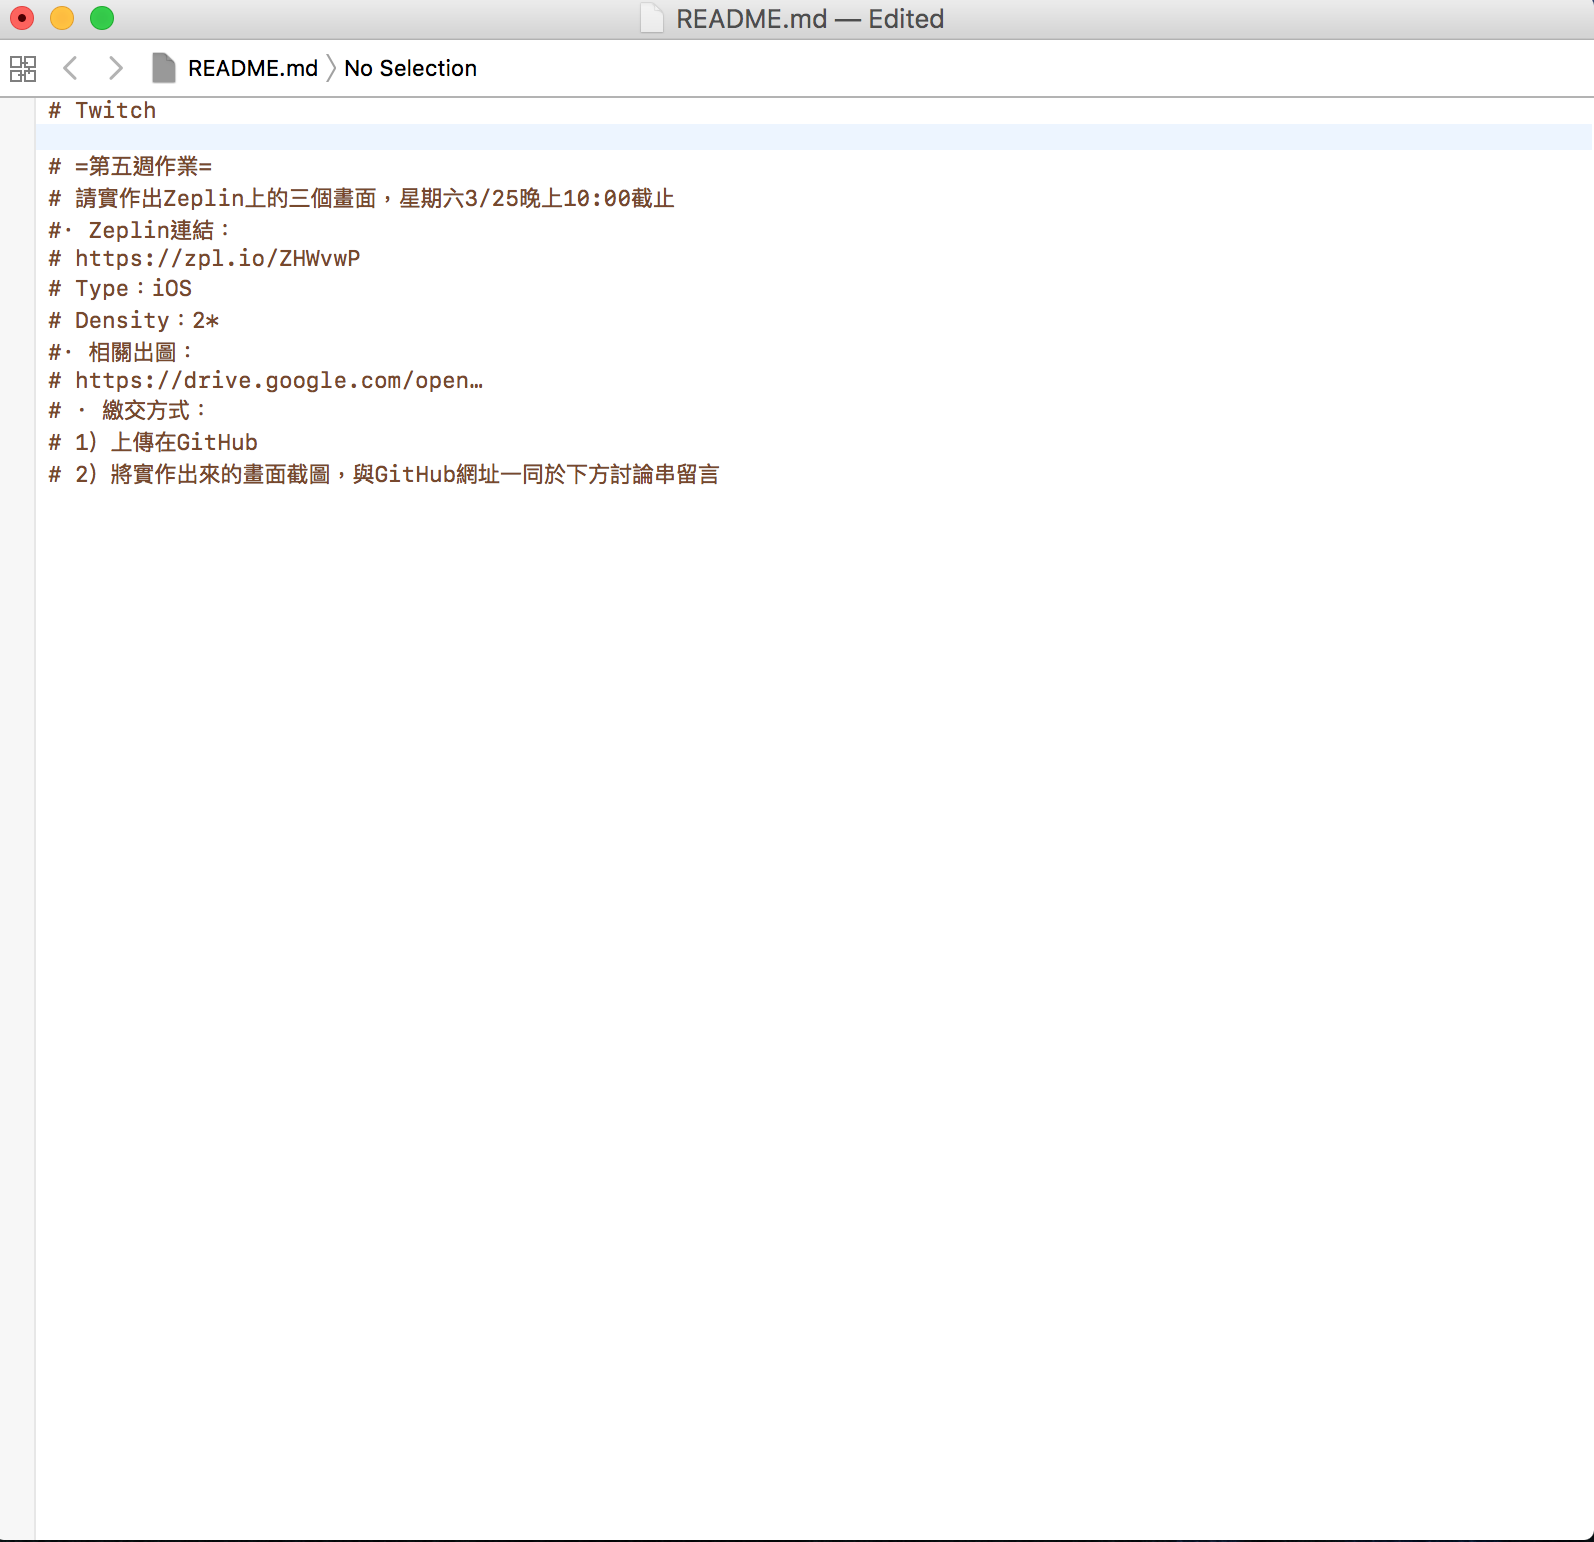 README.md — Edited
README.md 〉 No Selection
# Twitch
# =第五週作業=
# 請實作出Zeplin上的三個畫面，星期六3/25晚上10:00截止
#· Zeplin連結：
# https://zpl.io/ZHWvwP
# Type：iOS
# Density：2*
#· 相關出圖：
# https://drive.google.com/open…
# · 繳交方式：
# 1) 上傳在GitHub
# 2) 將實作出來的畫面截圖，與GitHub網址一同於下方討論串留言